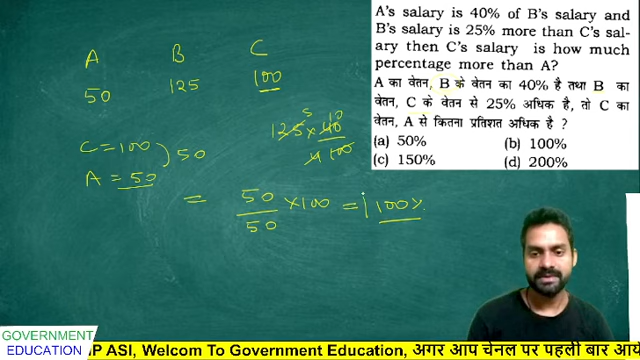 A's salary is 40% of B's salary and
B's salary is 25% more than C's sal-
ary then C's salary is how much
percentage more than A?
A का वेतन, B के वेतन का 40% है तथा B का
वेतन, C के वेतन से 25% अधिक है, तो C का
वेतन, A से कितना प्रतिशत अधिक है ?
(a) 50% (b) 100%
(c) 150% (d) 200%
A B C
50 125 100
125 × 40
100
5 10
4
C = 100
A = 50
) 50
= 50/50 × 100 = 100%
GOVERNMENT
EDUCATION
P ASI, Welcom To Government Education, अगर आप चेनल पर पहली बार आये